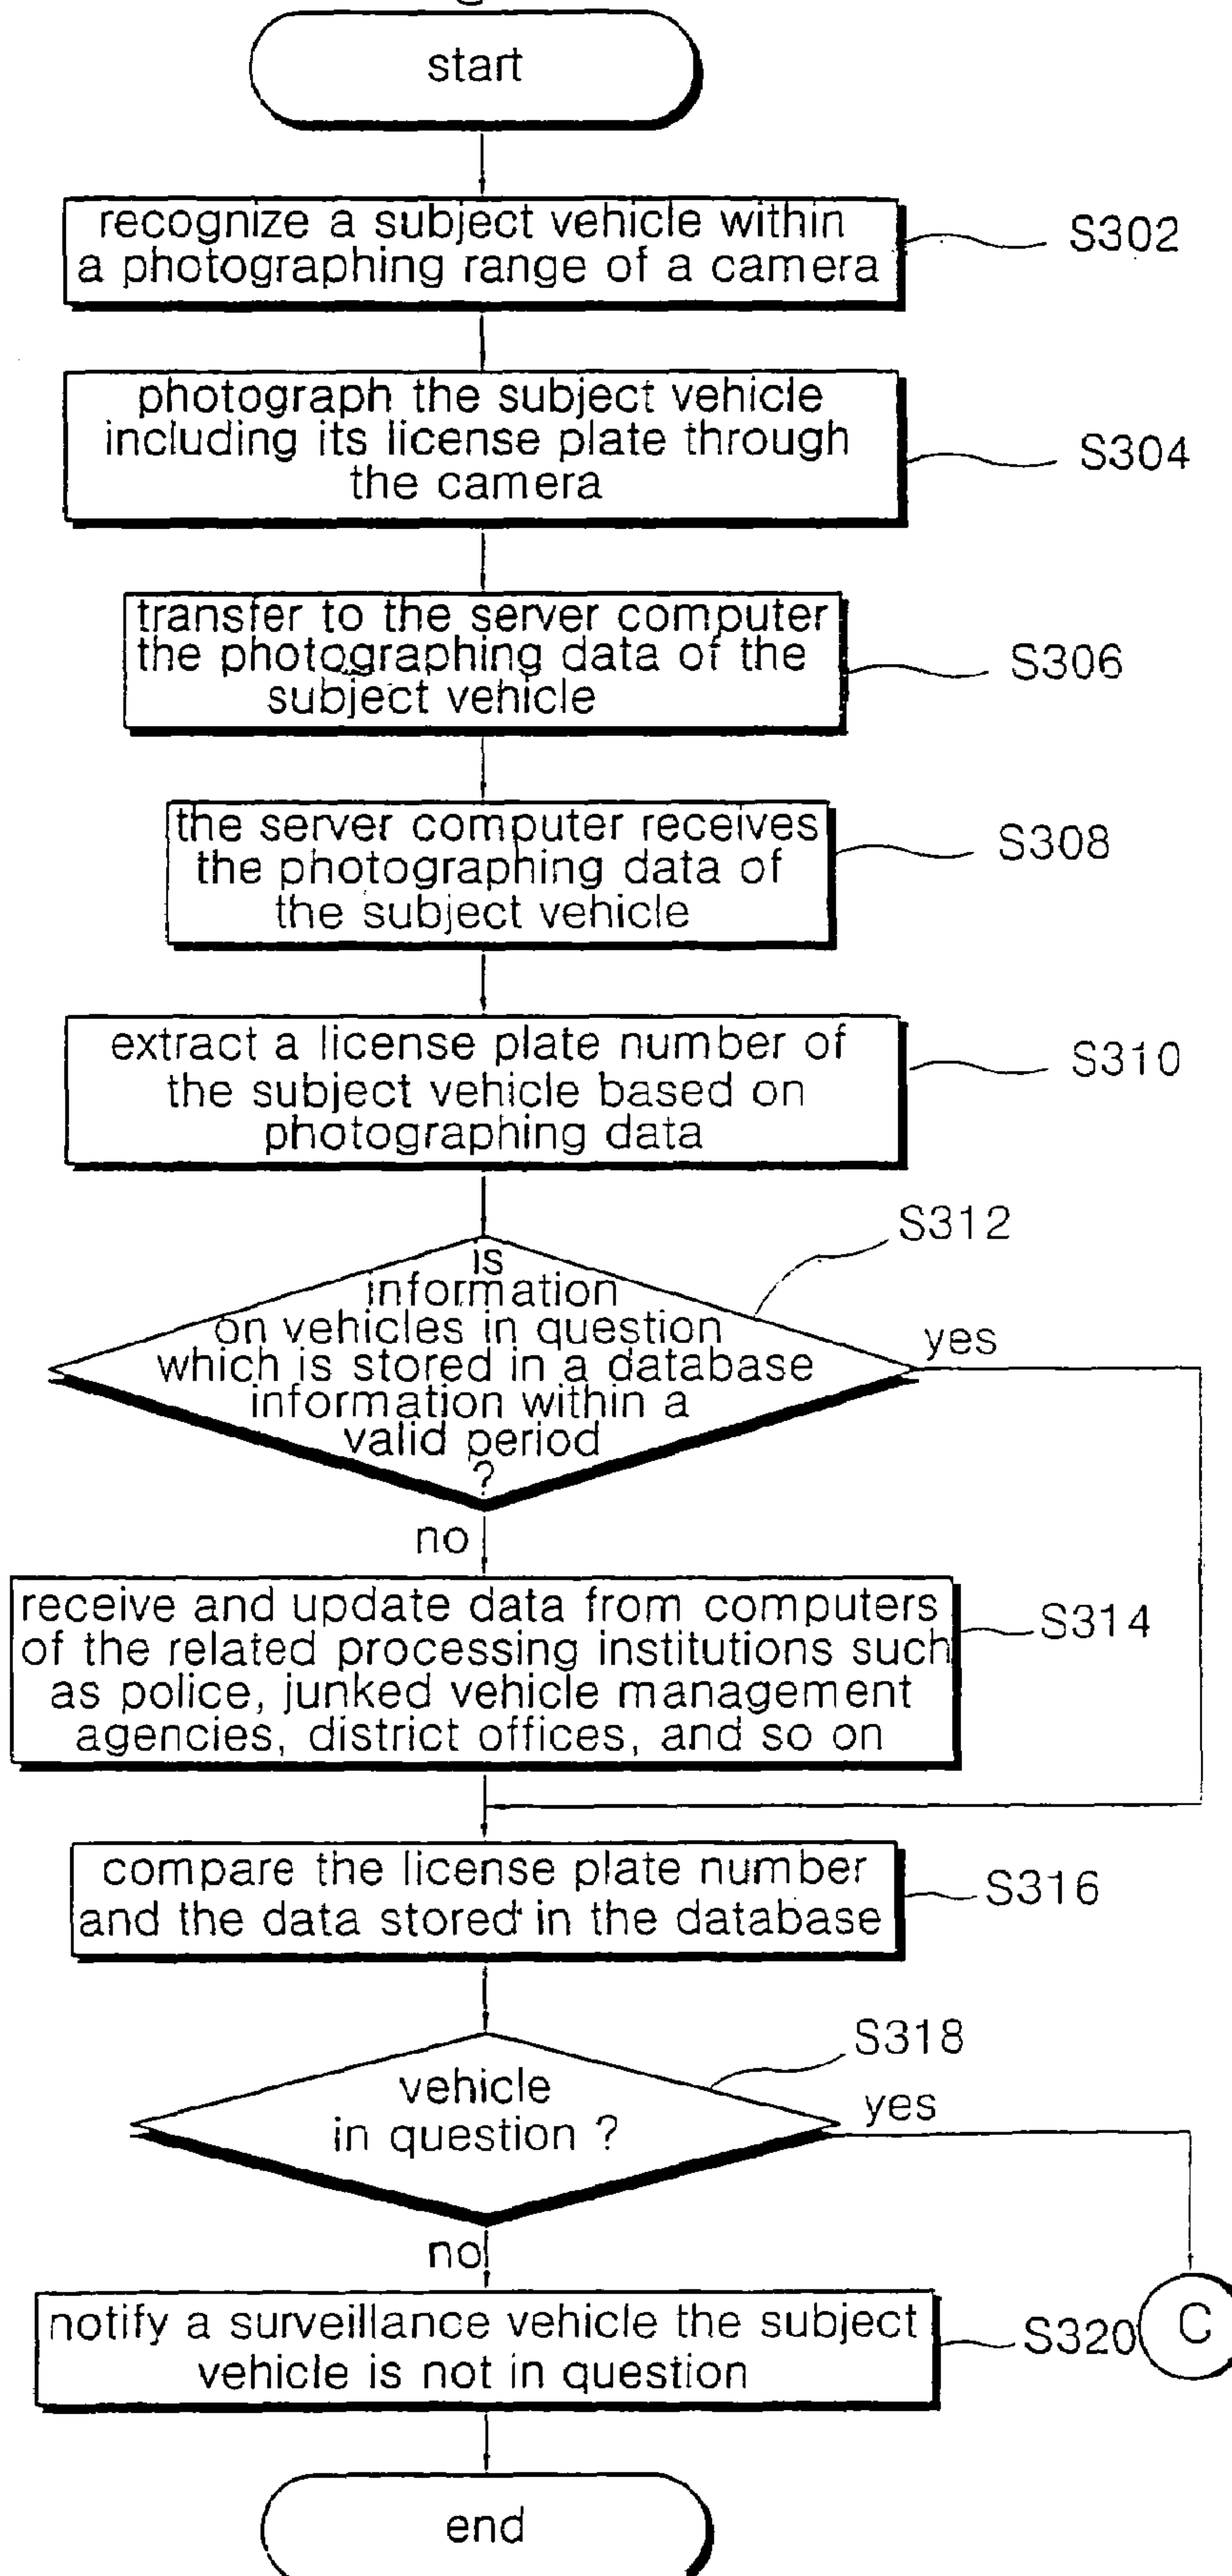 start
recognize a subject vehicle within
a photographing range of a camera
S302
photograph the subject vehicle
including its license plate through
the camera
S304
transfer to the server computer
the photographing data of the
subject vehicle
S306
the server computer receives
the photographing data of
the subject vehicle
S308
extract a license plate number of
the subject vehicle based on
photographing data
S310
S312
is
information
on vehicles in question
which is stored in a database
information within a
valid period
?
yes
no
receive and update data from computers
of the related processing institutions such
as police, junked vehicle management
agencies, district offices, and so on
S314
compare the license plate number
and the data stored in the database
S316
S318
vehicle
in question ?
yes
no
notify a surveillance vehicle the subject
vehicle is not in question
S320
C
end